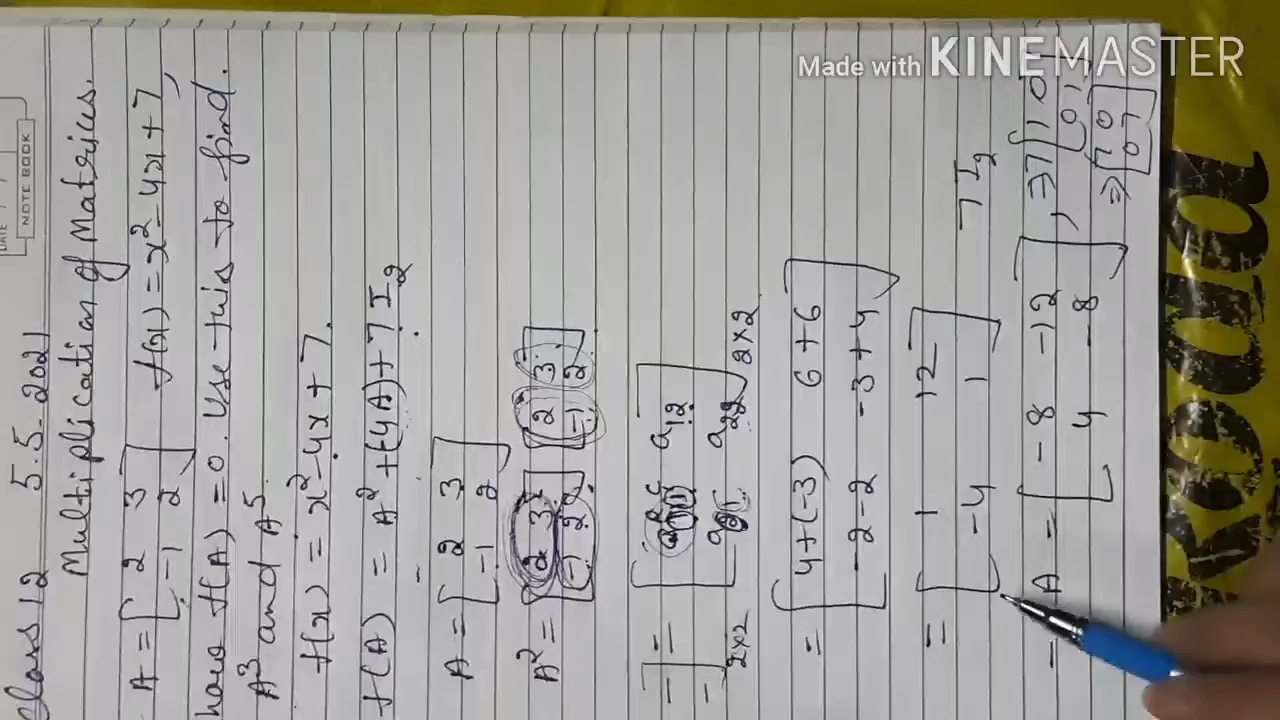 Class 12 5.5.2021
DATE
NOTE BOOK
Multiplication of Matrices.
A = [ 2 3
-1 2 ] f(x) = x² - 4x + 7,
f(A) = 0. Use this to find.
A³ and A⁵
f(x) = x² - 4x + 7.
f(A) = A² + (-4A) + 7 I₂
A = [ 2 3
-1 2 ]
A² = [ 2 3 ] [ 2 3 ]
[ -1 2 ] [ -1 2 ]
a₁₂
a₂₂
2x2 2x2
= [ 4+(-3) 6+6
-2-2 -3+4 ]
= [ 1 12
-4 1 ] 7 I₂
A = [ -8 -12 ] , => 7 [ 1 0
4 -8 0 1 ]
=> [ 7 0
0 7 ]
Made with KINEMASTER